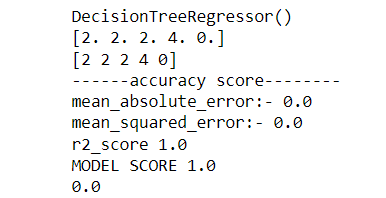 DecisionTreeRegressor()
[2. 2. 2. 4. 0.]
[2 2 2 4 0]
------accuracy score--------
mean_absolute_error:- 0.0
mean_squared_error:- 0.0
r2_score 1.0
MODEL SCORE 1.0
0.0